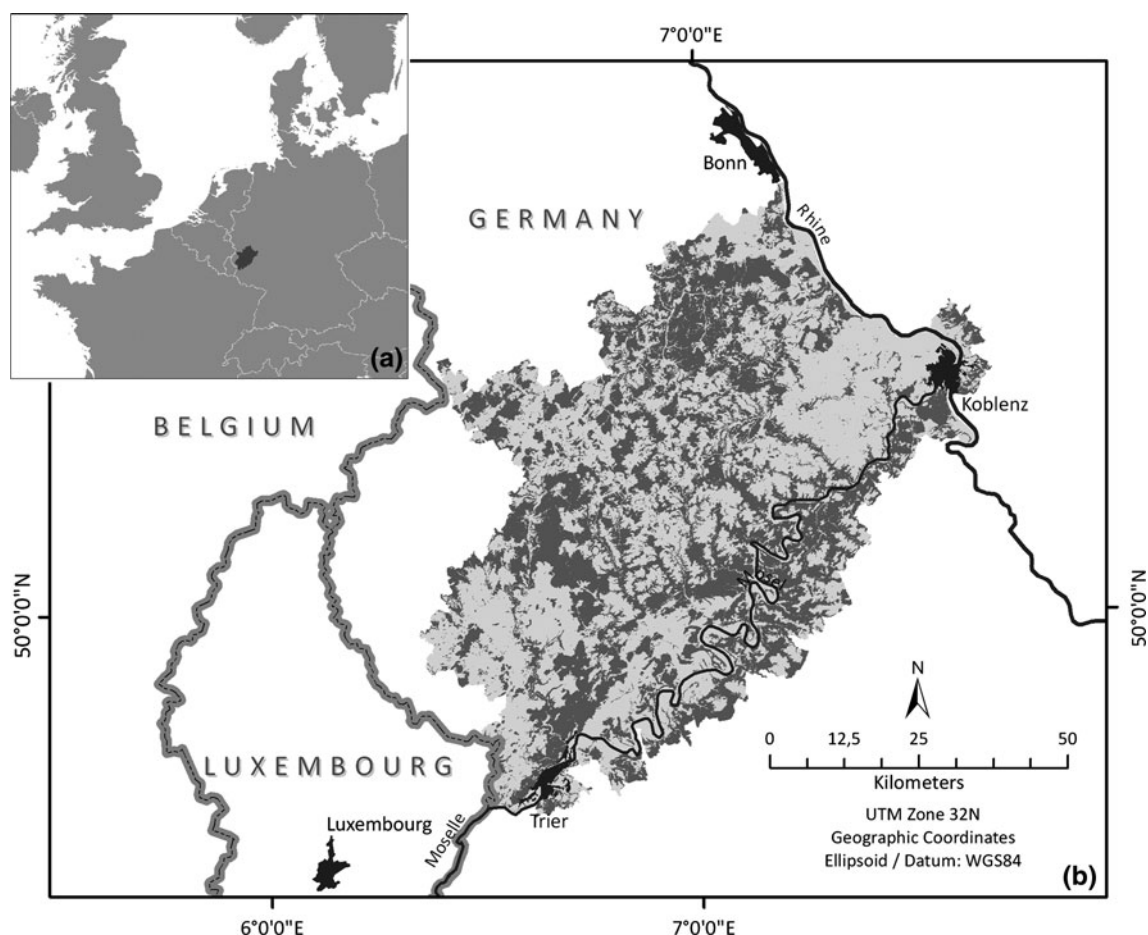 7°0'0"E
Bonn
GERMANY
Rhine
(a)
BELGIUM
Koblenz
50°0'0"N
50°0'0"N
N
0 12,5 25 50
Kilometers
LUXEMBOURG
UTM Zone 32N
Geographic Coordinates
Ellipsoid / Datum: WGS84
Trier
Luxembourg
Moselle
(b)
6°0'0"E
7°0'0"E